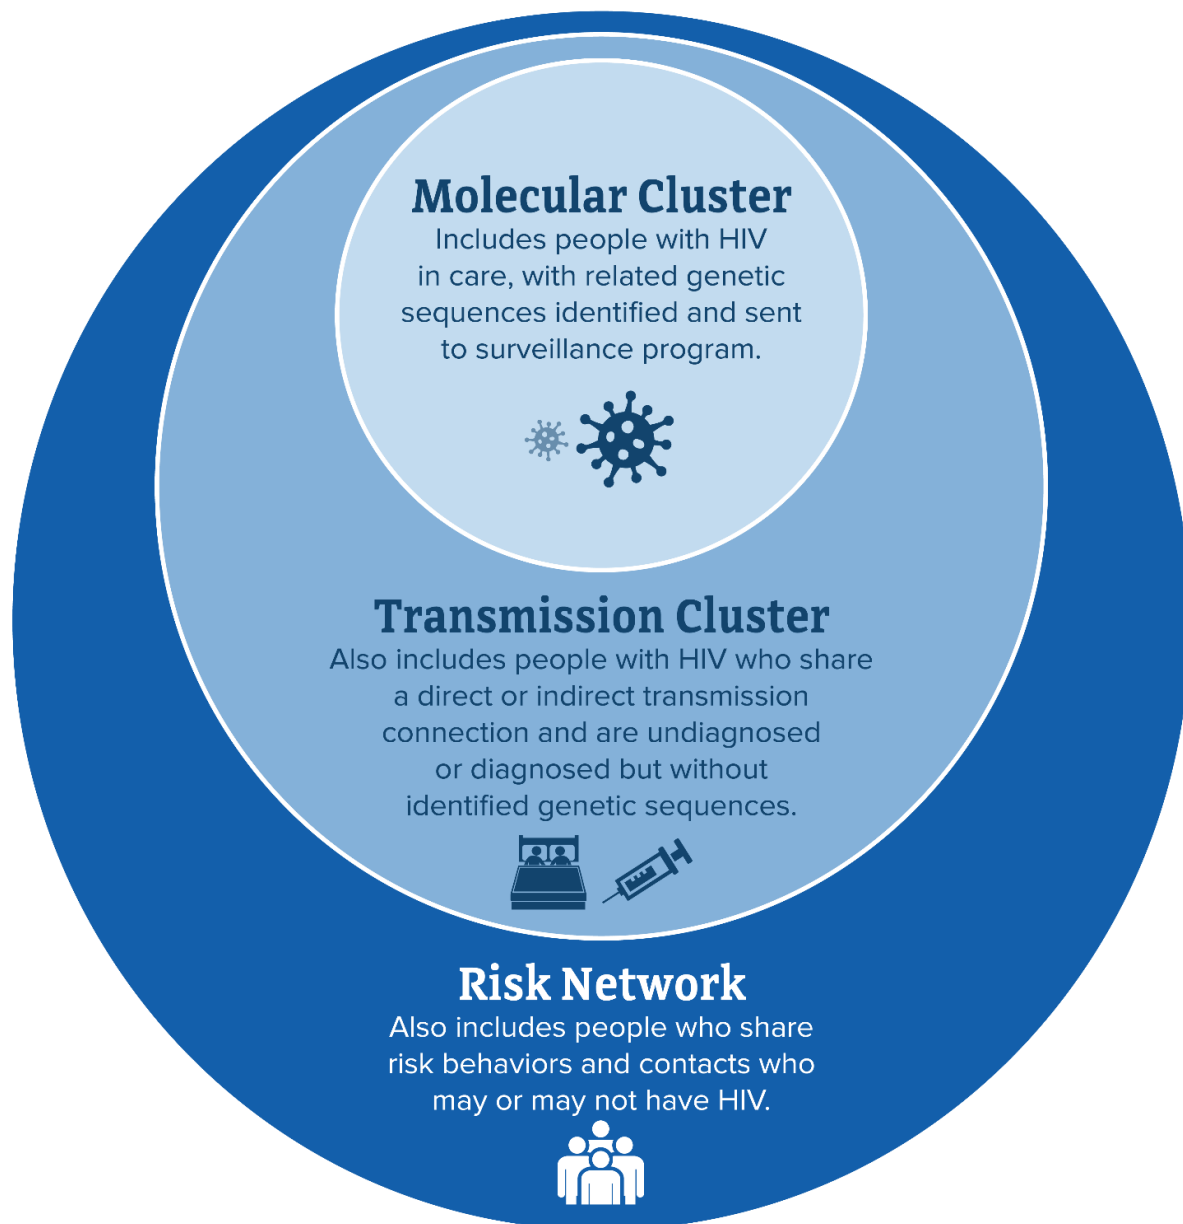 Molecular Cluster
Includes people with HIV
in care, with related genetic
sequences identified and sent
to surveillance program.
Transmission Cluster
Also includes people with HIV who share
a direct or indirect transmission
connection and are undiagnosed
or diagnosed but without
identified genetic sequences.
Risk Network
Also includes people who share
risk behaviors and contacts who
may or may not have HIV.